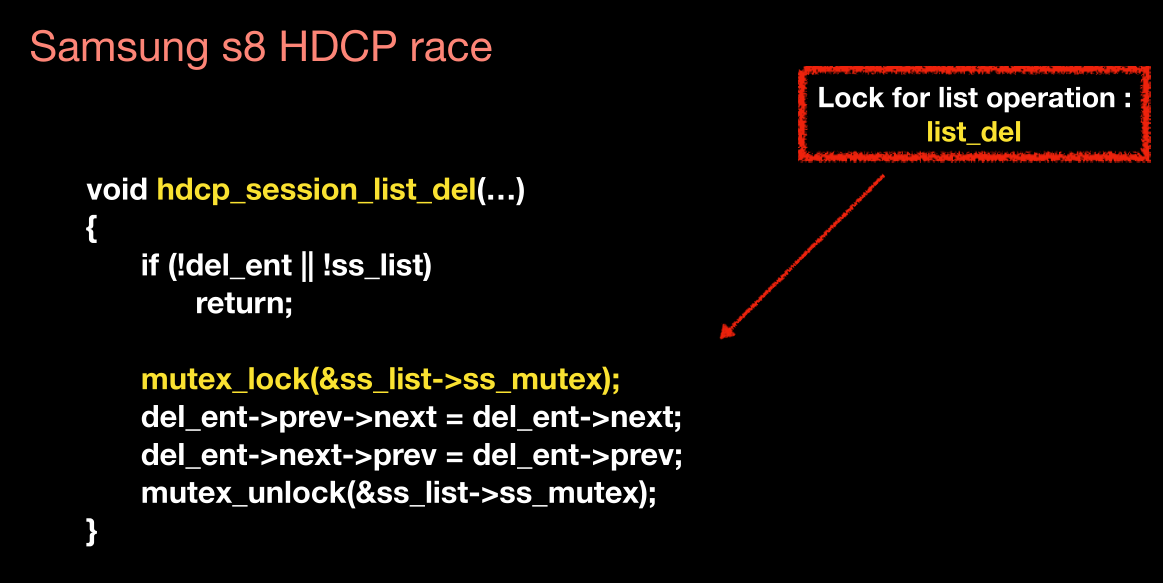 Samsung s8 HDCP race
Lock for list operation :
list_del
void hdcp_session_list_del(…)
{
if (!del_ent || !ss_list)
return;
mutex_lock(&ss_list->ss_mutex);
del_ent->prev->next = del_ent->next;
del_ent->next->prev = del_ent->prev;
mutex_unlock(&ss_list->ss_mutex);
}